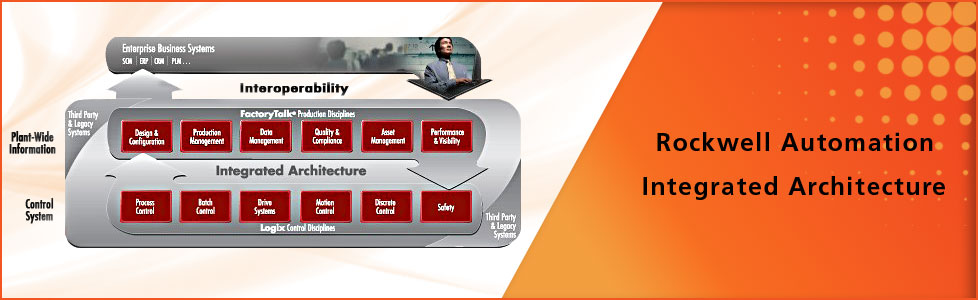 Enterprise Business Systems
SCM | ERP | CRM | PLM . . .
Interoperability
Third Party
& Legacy
Systems
FactoryTalk® Production Disciplines
Plant-Wide
Information
Design &
Configuration
Production
Management
Data
Management
Quality &
Compliance
Asset
Management
Performance
& Visibility
Integrated Architecture
Control
System
Process
Control
Batch
Control
Drive
Systems
Motion
Control
Discrete
Control
Safety
Third Party
& Legacy
Systems
Logix Control Disciplines
Rockwell Automation
Integrated Architecture